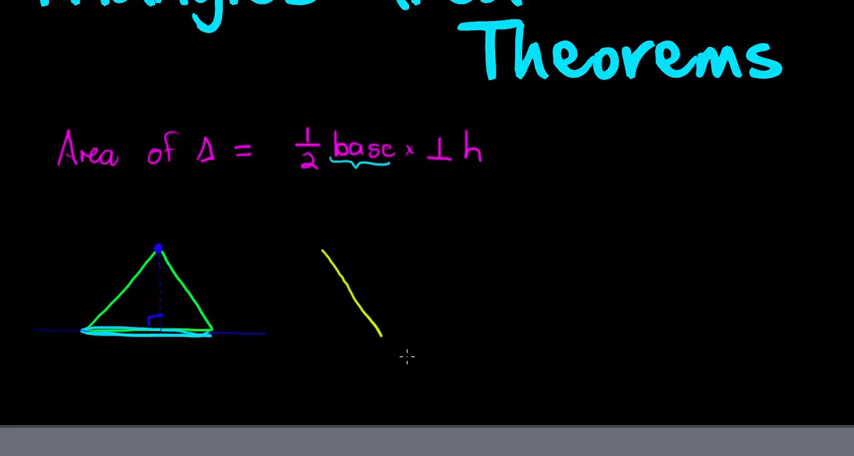 Theorems
Area of Δ = 1/2 base × ⊥ h